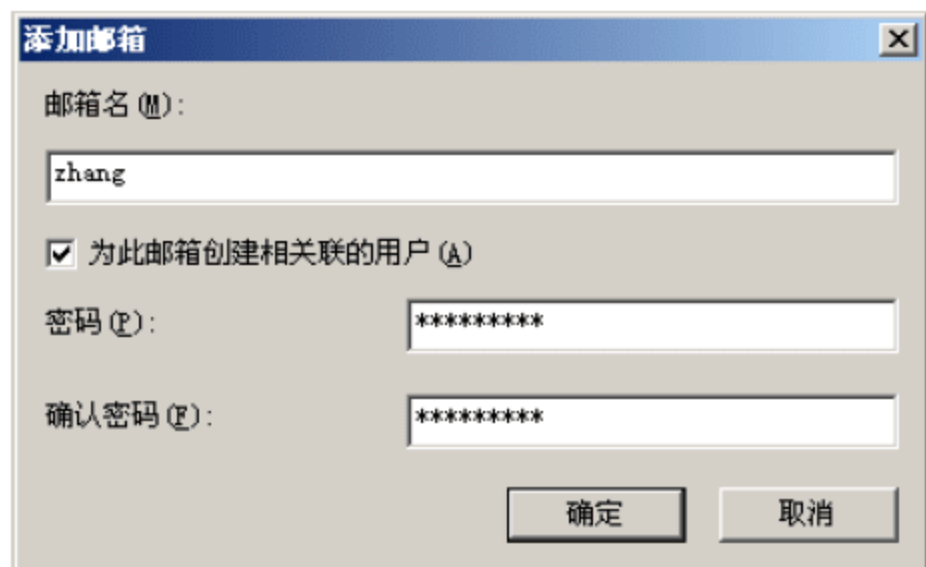 添加邮箱
邮箱名(M):
zhang
为此邮箱创建相关联的用户(A)
密码(P): *********
确认密码(F): *********
确定 取消